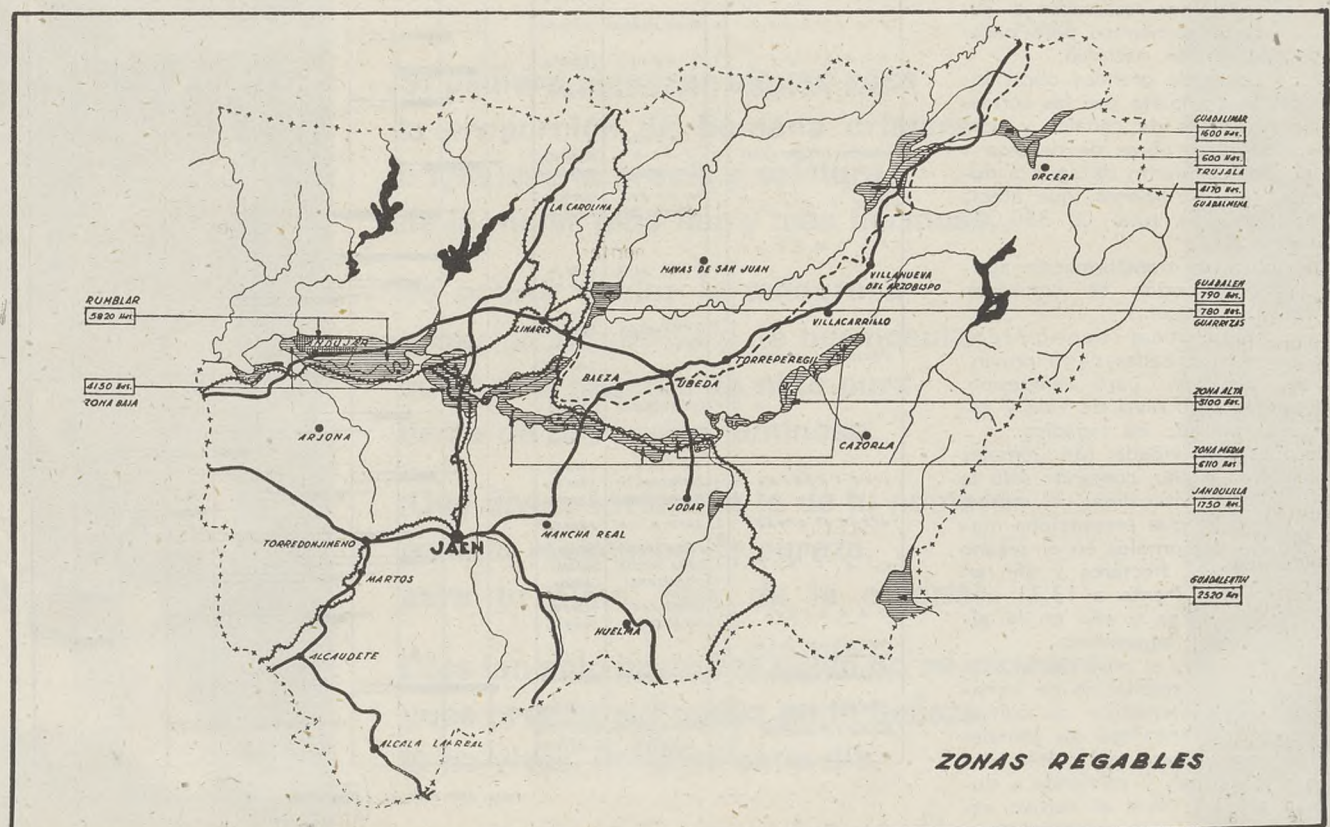 GUADALIMAR
1600 Has.
600 Has.
TRUJALA
ORCERA
4170 Has.
GUADALMENA
LA CAROLINA
NAVAS DE SAN JUAN
VILLANUEVA
DEL ARZOBISPO
GUADALEN
790 Has.
780 Has.
GUARRIZAS
RUMBLAR
5820 Has.
VILLACARRILLO
LINARES
ANDUJAR
TORREPEREGIL
BAEZA
UBEDA
4150 Has.
ZONA BAJA
ZONA ALTA
3100 Has.
ARJONA
CAZORLA
ZONA MEDIA
6110 Has
JANDULILLA
1750 Has.
JODAR
MANCHA REAL
TORREDONJIMENO
JAEN
MARTOS
GUADALENTIN
2520 Has
HUELMA
ALCAUDETE
ALCALA LA REAL
ZONAS REGABLES